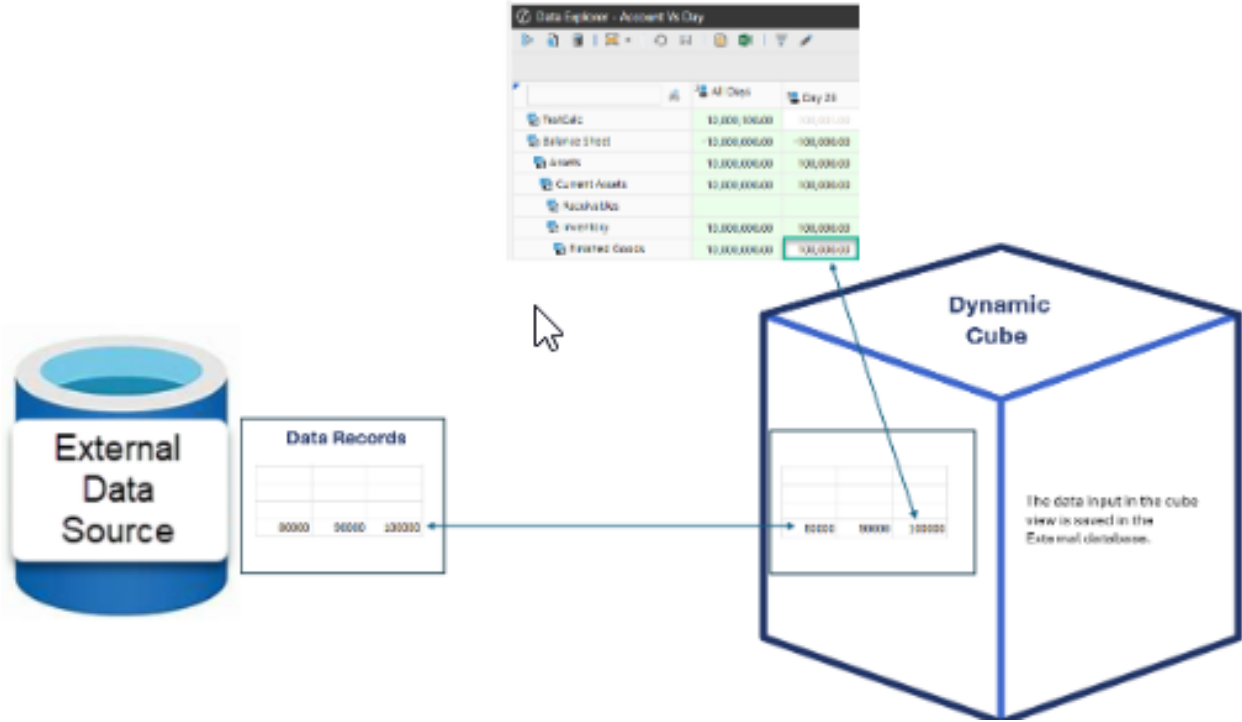 Data Explorer - Account Vs Day
All Days Day 28
TestCalc 10,000,100.00
Balance Sheet -10,000,000.00 -100,000.00
Assets 10,000,000.00 100,000.00
Current Assets 10,000,000.00 100,000.00
Receivables
Inventory 10,000,000.00 100,000.00
Finished Goods 10,000,000.00 100,000.00
Dynamic
Cube
External
Data
Source
Data Records
90000 100000
90000 100000
The data input in the cube
view is saved in the
External database.